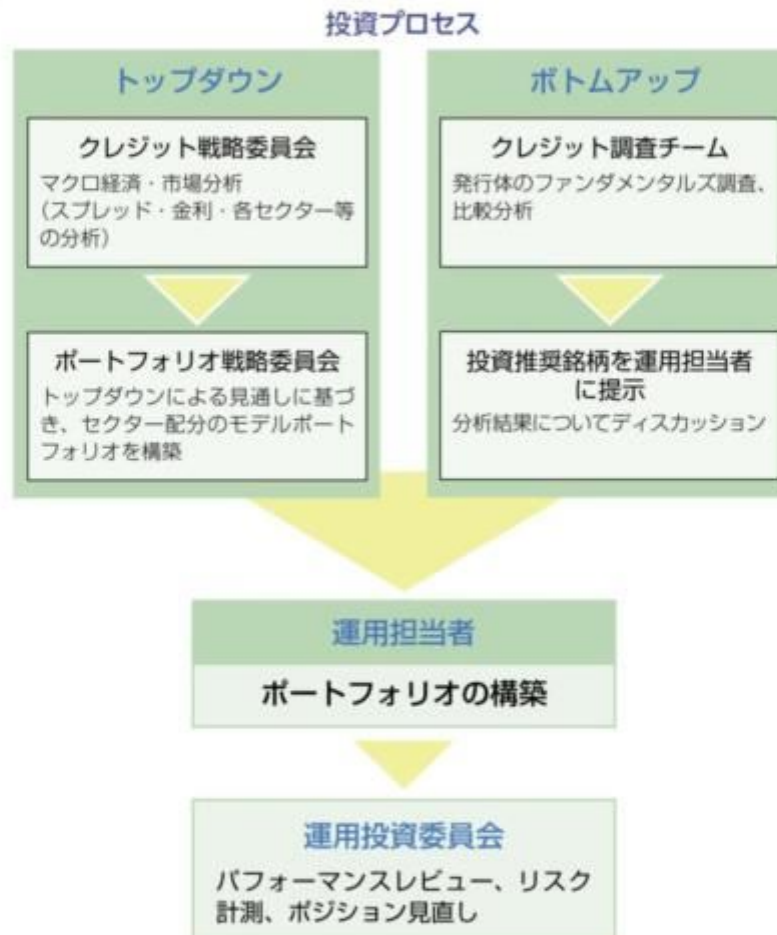 投資プロセス
トップダウン
クレジット戦略委員会
マクロ経済・市場分析
(スプレッド・金利・各セクター等
の分析)
ポートフォリオ戦略委員会
トップダウンによる見通しに基づ
き、セクター配分のモデルポート
フォリオを構築
ボトムアップ
クレジット調査チーム
発行体のファンダメンタルズ調査、
比較分析
投資推奨銘柄を運用担当者
に提示
分析結果についてディスカッション
運用担当者
ポートフォリオの構築
運用投資委員会
パフォーマンスレビュー、リスク
計測、ポジション見直し